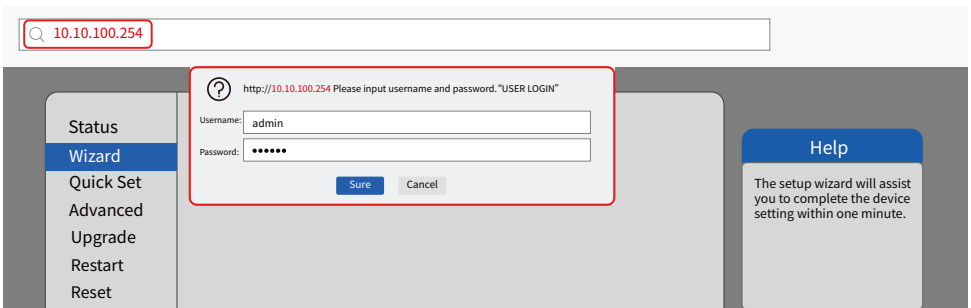 10.10.100.254
http://10.10.100.254 Please input username and password. “USER LOGIN”
Username: admin
Password: ••••••
Sure Cancel
Status
Wizard
Quick Set
Advanced
Upgrade
Restart
Reset
Help
The setup wizard will assist
you to complete the device
setting within one minute.